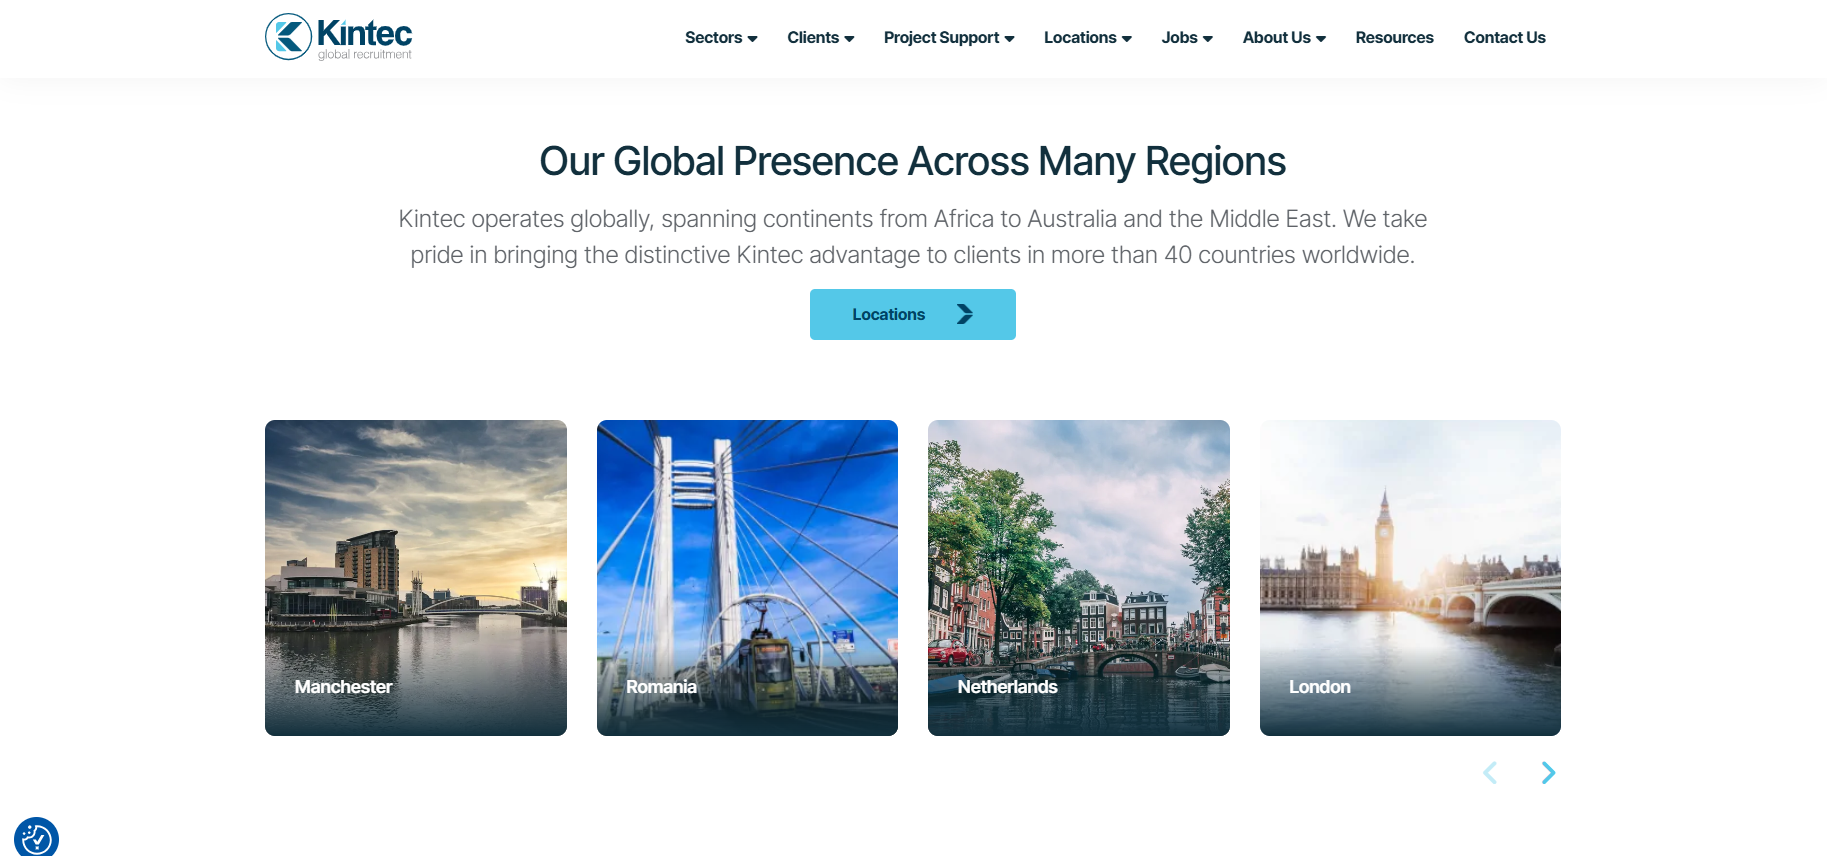 Kintec
global recruitment
Sectors
Clients
Project Support
Locations
Jobs
About Us
Resources
Contact Us
Our Global Presence Across Many Regions
Kintec operates globally, spanning continents from Africa to Australia and the Middle East. We take
pride in bringing the distinctive Kintec advantage to clients in more than 40 countries worldwide.
Locations
Manchester
Romania
Netherlands
London